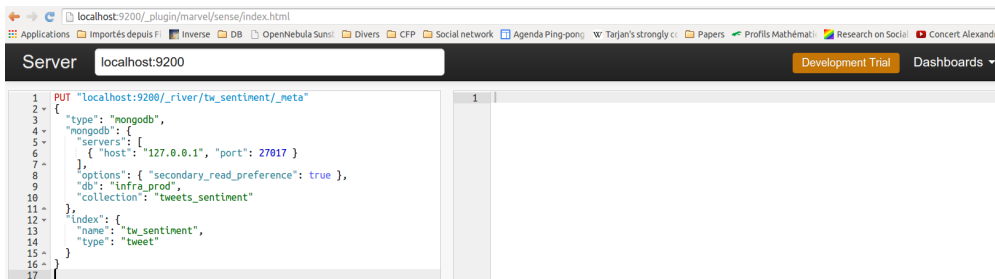 localhost:9200/_plugin/marvel/sense/index.html
Applications Importés depuis Fi Inverse DB OpenNebula Sunst Divers CFP Social network Agenda Ping-pong W Tarjan's strongly cc Papers Profils Mathémati Research on Social Concert Alexandr
Server localhost:9200 Development Trial Dashboards
1 PUT "localhost:9200/_river/tw_sentiment/_meta"
2 {
3 "type": "mongodb",
4 "mongodb": {
5 "servers": [
6 { "host": "127.0.0.1", "port": 27017 }
7 ],
8 "options": { "secondary_read_preference": true },
9 "db": "infra_prod",
10 "collection": "tweets_sentiment"
11 },
12 "index": {
13 "name": "tw_sentiment",
14 "type": "tweet"
15 }
16 }
17
1